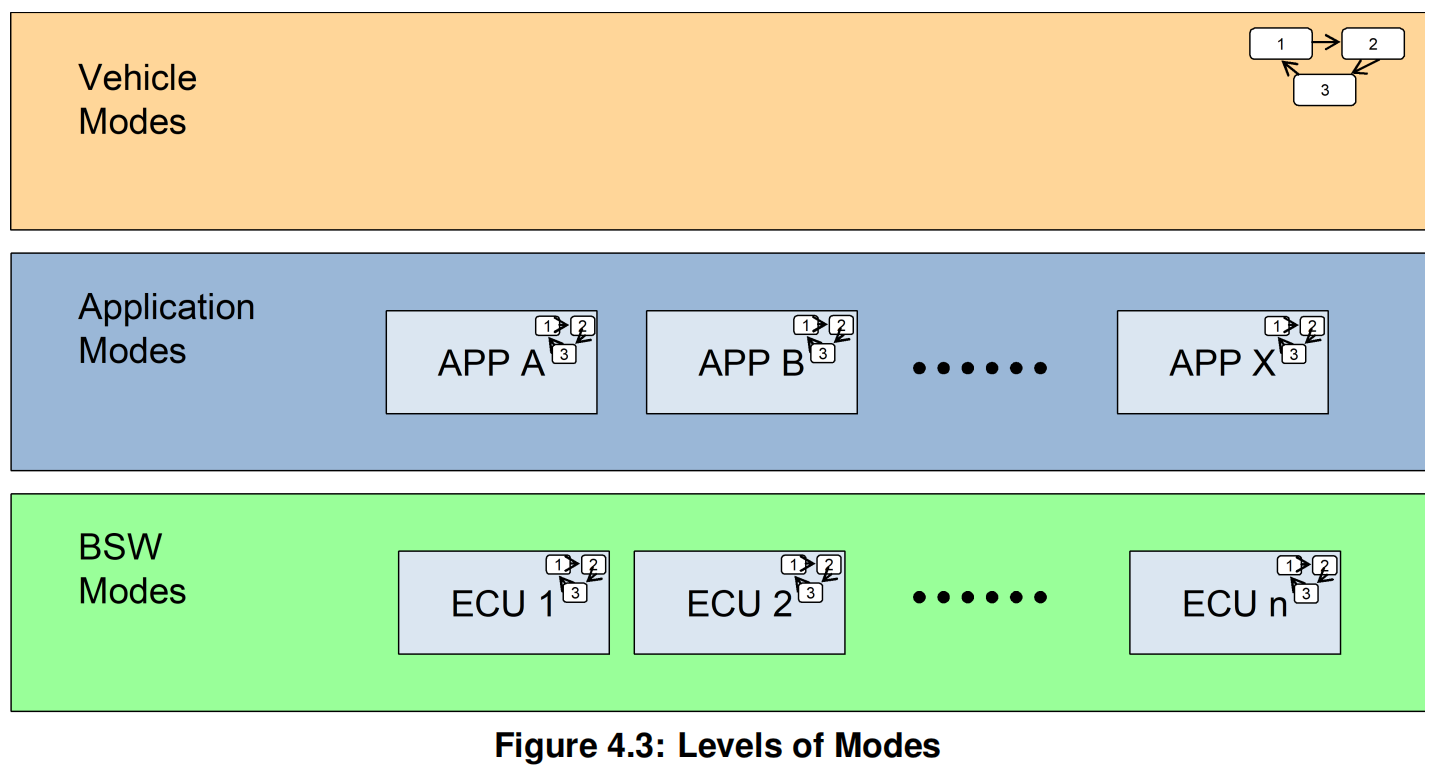 Vehicle
Modes
1 2
3
Application
Modes
APP A 1 2
3
APP B 1 2
3
APP X 1 2
3
BSW
Modes
ECU 1 1 2
3
ECU 2 1 2
3
ECU n 1 2
3
Figure 4.3: Levels of Modes